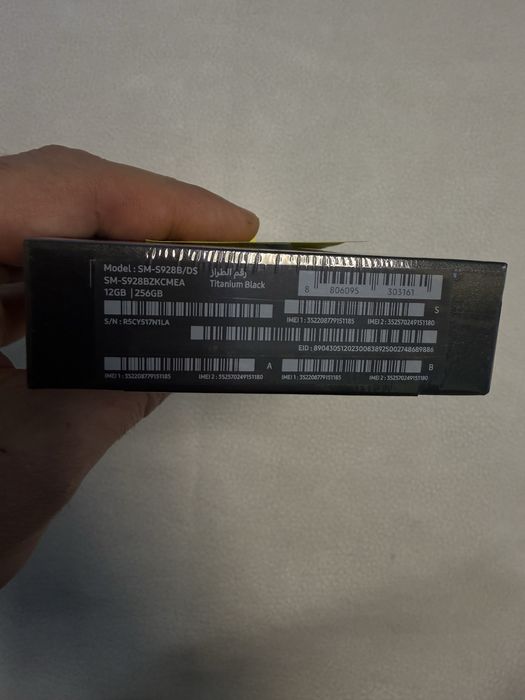 Model : SM-S928B/DS رقم الطراز
SM-S928BZKCMEA Titanium Black
12GB | 256GB
8 806095 303161
S
S/N : R5CY517N1LA
IMEI 1 : 352208779151185 IMEI 2 : 352570249151180
EID : 89043051202300838925002748689886
A
IMEI 1 : 352208779151185 IMEI 2 : 352570249151180
B
IMEI 1 : 352208779151185 IMEI 2 : 352570249151180